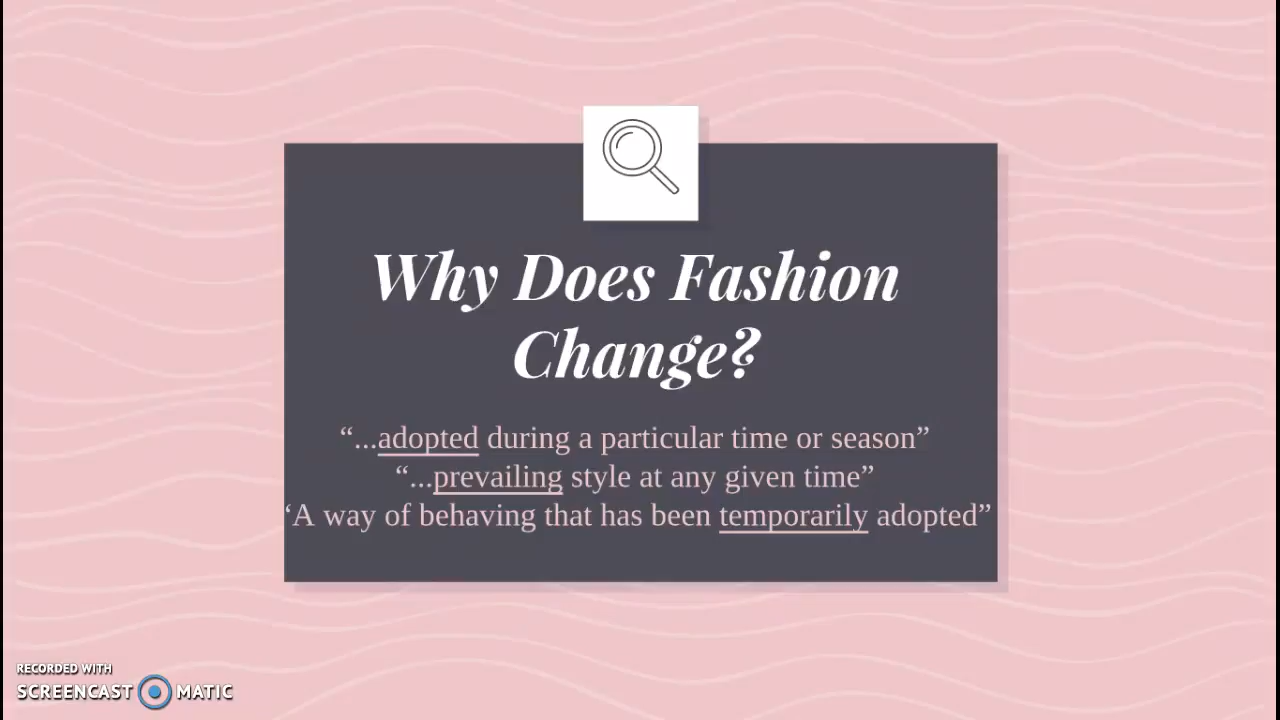 Why Does Fashion
Change?
“...adopted during a particular time or season”
“...prevailing style at any given time”
‘A way of behaving that has been temporarily adopted”
RECORDED WITH
SCREENCAST MATIC